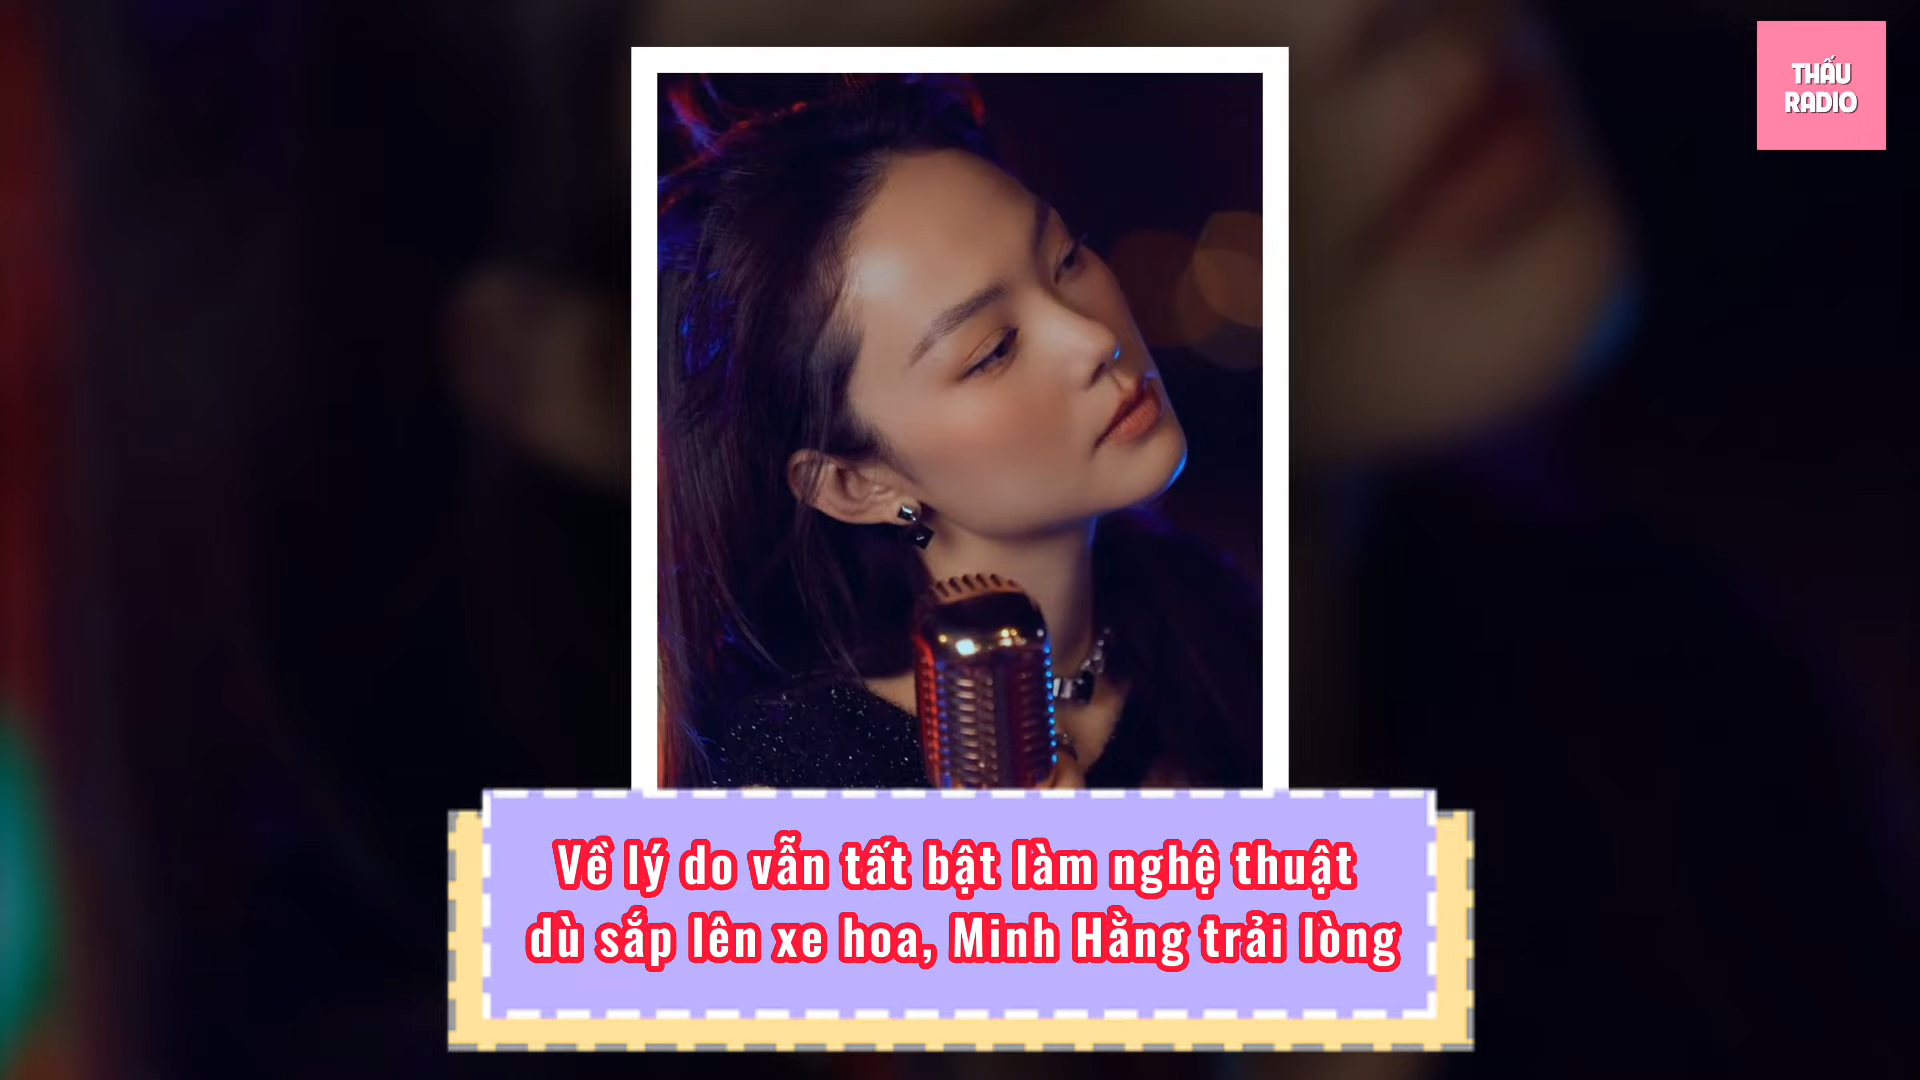 THẤU
RADIO
Về lý do vẫn tất bật làm nghệ thuật
dù sắp lên xe hoa, Minh Hằng trải lòng